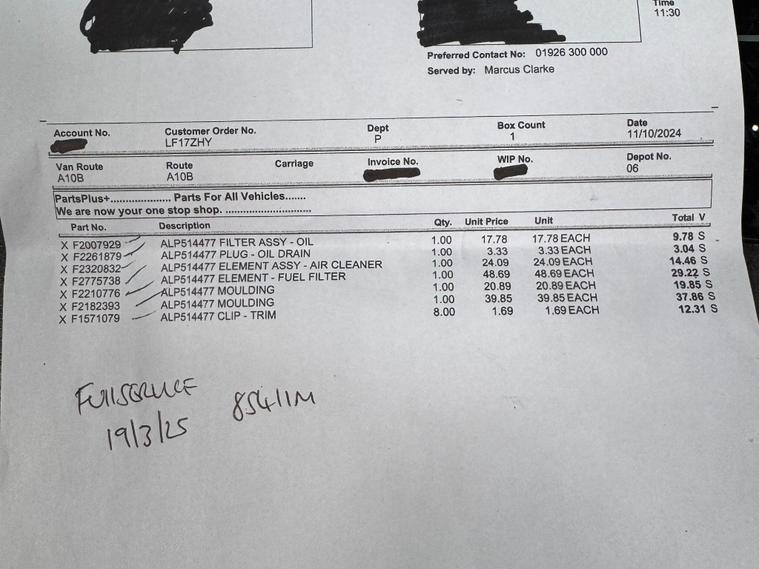 Time
11:30
Preferred Contact No: 01926 300 000
Served by: Marcus Clarke
Account No. Customer Order No. Dept Box Count Date
LF17ZHY P 1 11/10/2024
Van Route Route Carriage Invoice No. WIP No. Depot No.
A10B A10B 06
PartsPlus+.................... Parts For All Vehicles.......
We are now your one stop shop. ............................
Part No. Description Qty. Unit Price Unit Total V
X F2007929 ALP514477 FILTER ASSY - OIL 1.00 17.78 17.78 EACH 9.78 S
X F2261879 ALP514477 PLUG - OIL DRAIN 1.00 3.33 3.33 EACH 3.04 S
X F2320832 ALP514477 ELEMENT ASSY - AIR CLEANER 1.00 24.09 24.09 EACH 14.46 S
X F2775738 ALP514477 ELEMENT - FUEL FILTER 1.00 48.69 48.69 EACH 29.22 S
X F2210776 ALP514477 MOULDING 1.00 20.89 20.89 EACH 19.85 S
X F2182393 ALP514477 MOULDING 1.00 39.85 39.85 EACH 37.86 S
X F1571079 ALP514477 CLIP - TRIM 8.00 1.69 1.69 EACH 12.31 S
FULLSERVICE 85411M
19/3/25